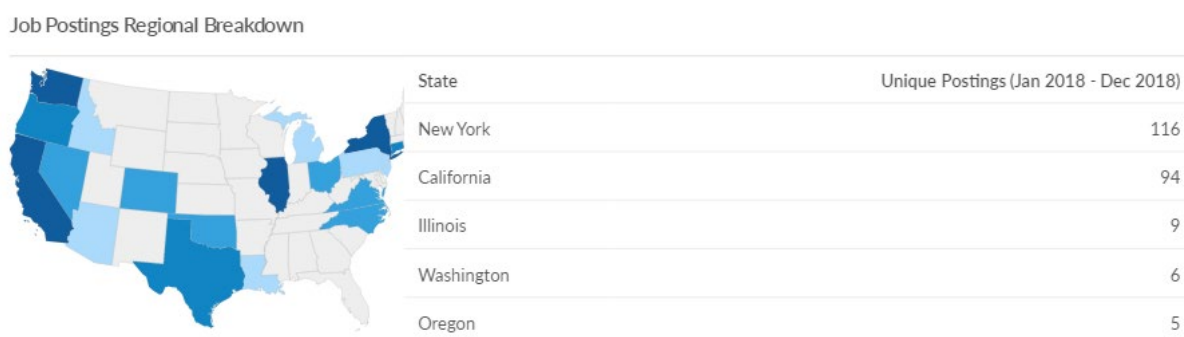 Job Postings Regional Breakdown
State Unique Postings (Jan 2018 - Dec 2018)
New York 116
California 94
Illinois 9
Washington 6
Oregon 5